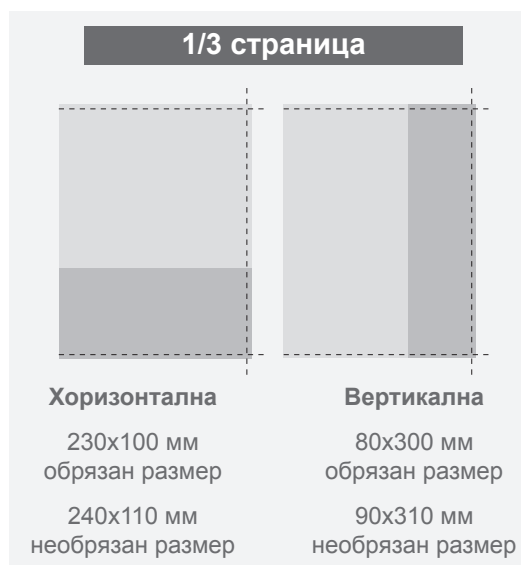 1/3 страница
Хоризонтална
230x100 мм
обрязан размер
240x110 мм
необрязан размер
Вертикална
80x300 мм
обрязан размер
90x310 мм
необрязан размер